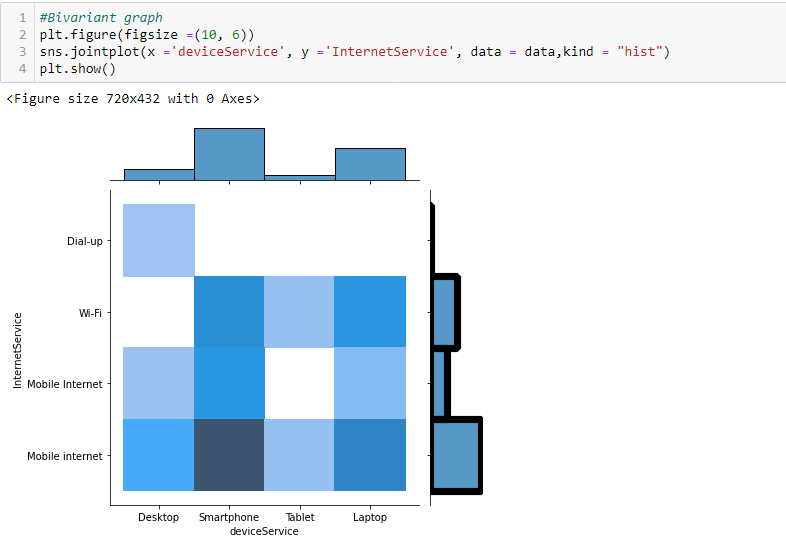 1 #Bivariant graph
2 plt.figure(figsize =(10, 6))
3 sns.jointplot(x ='deviceService', y ='InternetService', data = data,kind = "hist")
4 plt.show()
<Figure size 720x432 with 0 Axes>
Dial-up
Wi-Fi
Mobile Internet
Mobile internet
InternetService
Desktop Smartphone Tablet Laptop
deviceService